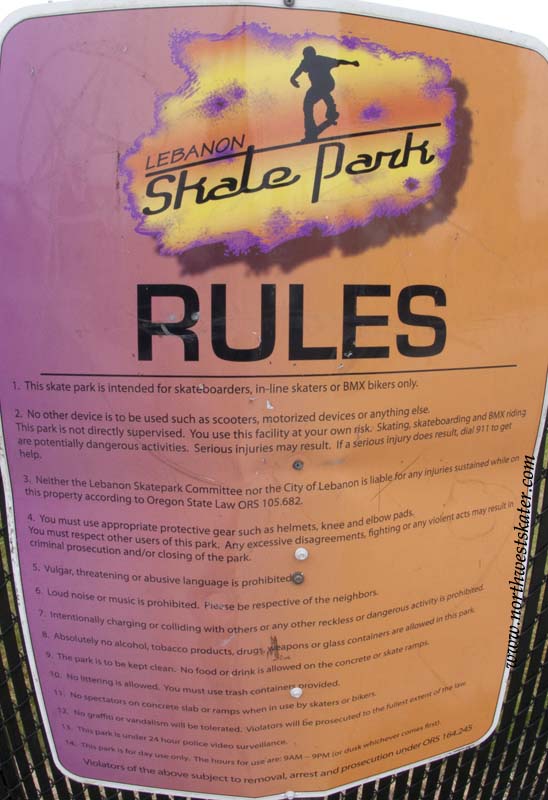 LEBANON
Skate Park
RULES
1. This skate park is intended for skateboarders, in-line skaters or BMX bikers only.
2. No other device is to be used such as scooters, motorized devices or anything else.
This park is not directly supervised. You use this facility at your own risk. Skating, skateboarding and BMX riding
are potentially dangerous activities. Serious injuries may result. If a serious injury does result, dial 911 to get
help.
3. Neither the Lebanon Skatepark Committee nor the City of Lebanon is liable for any injuries sustained while on
this property according to Oregon State Law ORS 105.682.
4. You must use appropriate protective gear such as helmets, knee and elbow pads.
You must respect other users of this park. Any excessive disagreements, fighting or any violent acts may result in
criminal prosecution and/or closing of the park.
5. Vulgar, threatening or abusive language is prohibited
6. Loud noise or music is prohibited. Please be respective of the neighbors.
7. Intentionally charging or colliding with others or any other reckless or dangerous activity is prohibited.
8. Absolutely no alcohol, tobacco products, drugs, weapons or glass containers are allowed in this park.
9. The park is to be kept clean. No food or drink is allowed on the concrete or skate ramps.
10. No littering is allowed. You must use trash containers provided.
11. No spectators on concrete slab or ramps when in use by skaters or bikers.
12. No graffiti or vandalism will be tolerated. Violators will be prosecuted to the fullest extent of the law.
13. This park is under 24 hour police video surveillance.
14. This park is for day use only. The hours for use are: 9AM – 9PM (or dusk whichever comes first)
Violators of the above subject to removal, arrest and prosecution under ORS 164.245
www.northwestskater.com